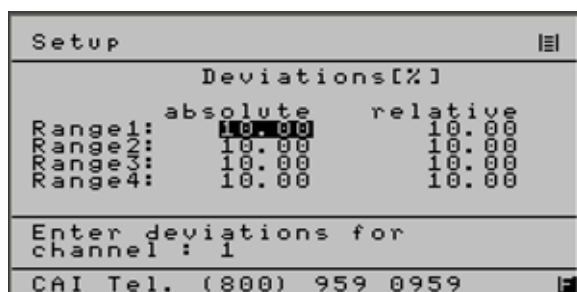 Setup
Deviations[%]
absolute relative
Range1: 10.00 10.00
Range2: 10.00 10.00
Range3: 10.00 10.00
Range4: 10.00 10.00
Enter deviations for
channel : 1
CAI Tel. (800) 959 0959